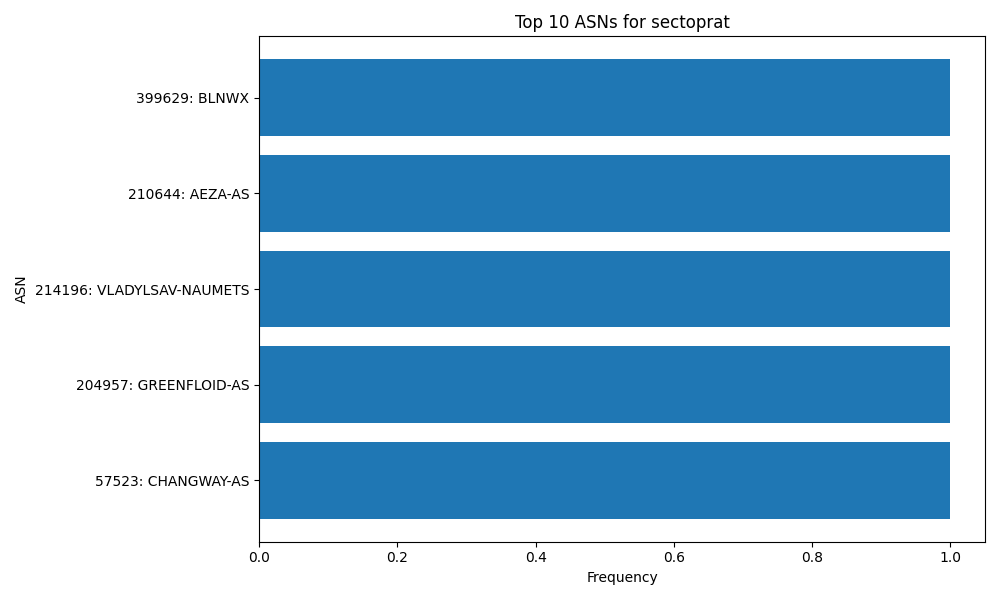 Top 10 ASNs for sectoprat
ASN
399629: BLNWX
210644: AEZA-AS
214196: VLADYLSAV-NAUMETS
204957: GREENFLOID-AS
57523: CHANGWAY-AS
0.0 0.2 0.4 0.6 0.8 1.0
Frequency